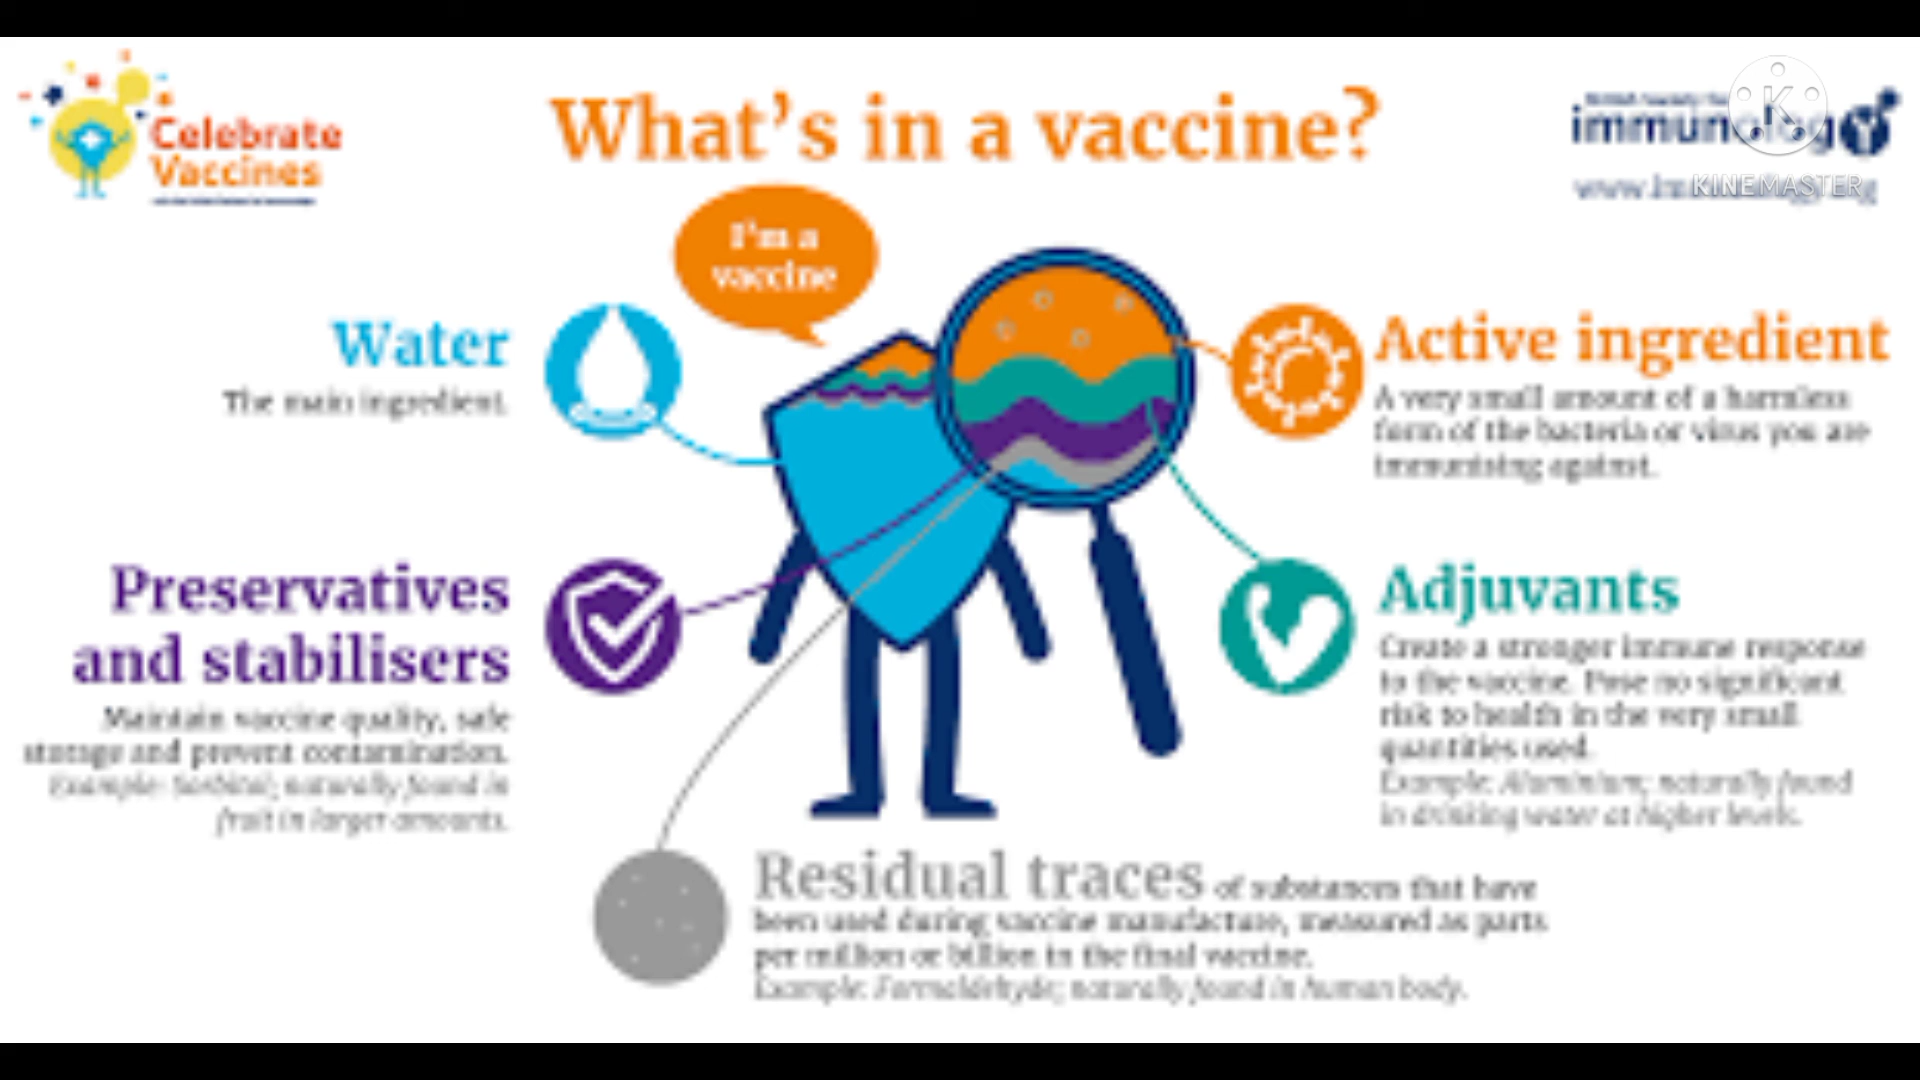 Celebrate
Vaccines
What's in a vaccine?
KINEMASTER
I'm a
vaccine
Water
The main ingredient.
Active ingredient
A very small amount of a harmless
form of the bacteria or virus you are
immunising against.
Preservatives
and stabilisers
Maintain vaccine quality, safe
storage and prevent contamination.
Example: Sorbitol; naturally found in
fruit in larger amounts.
Adjuvants
Create a stronger immune response
to the vaccine. Pose no significant
risk to health in the very small
quantities used.
Example: Aluminium; naturally found
in drinking water at higher levels.
Residual traces of substances that have
been used during vaccine manufacture, measured as parts
per million or billion in the final vaccine.
Example: Formaldehyde; naturally found in human body.